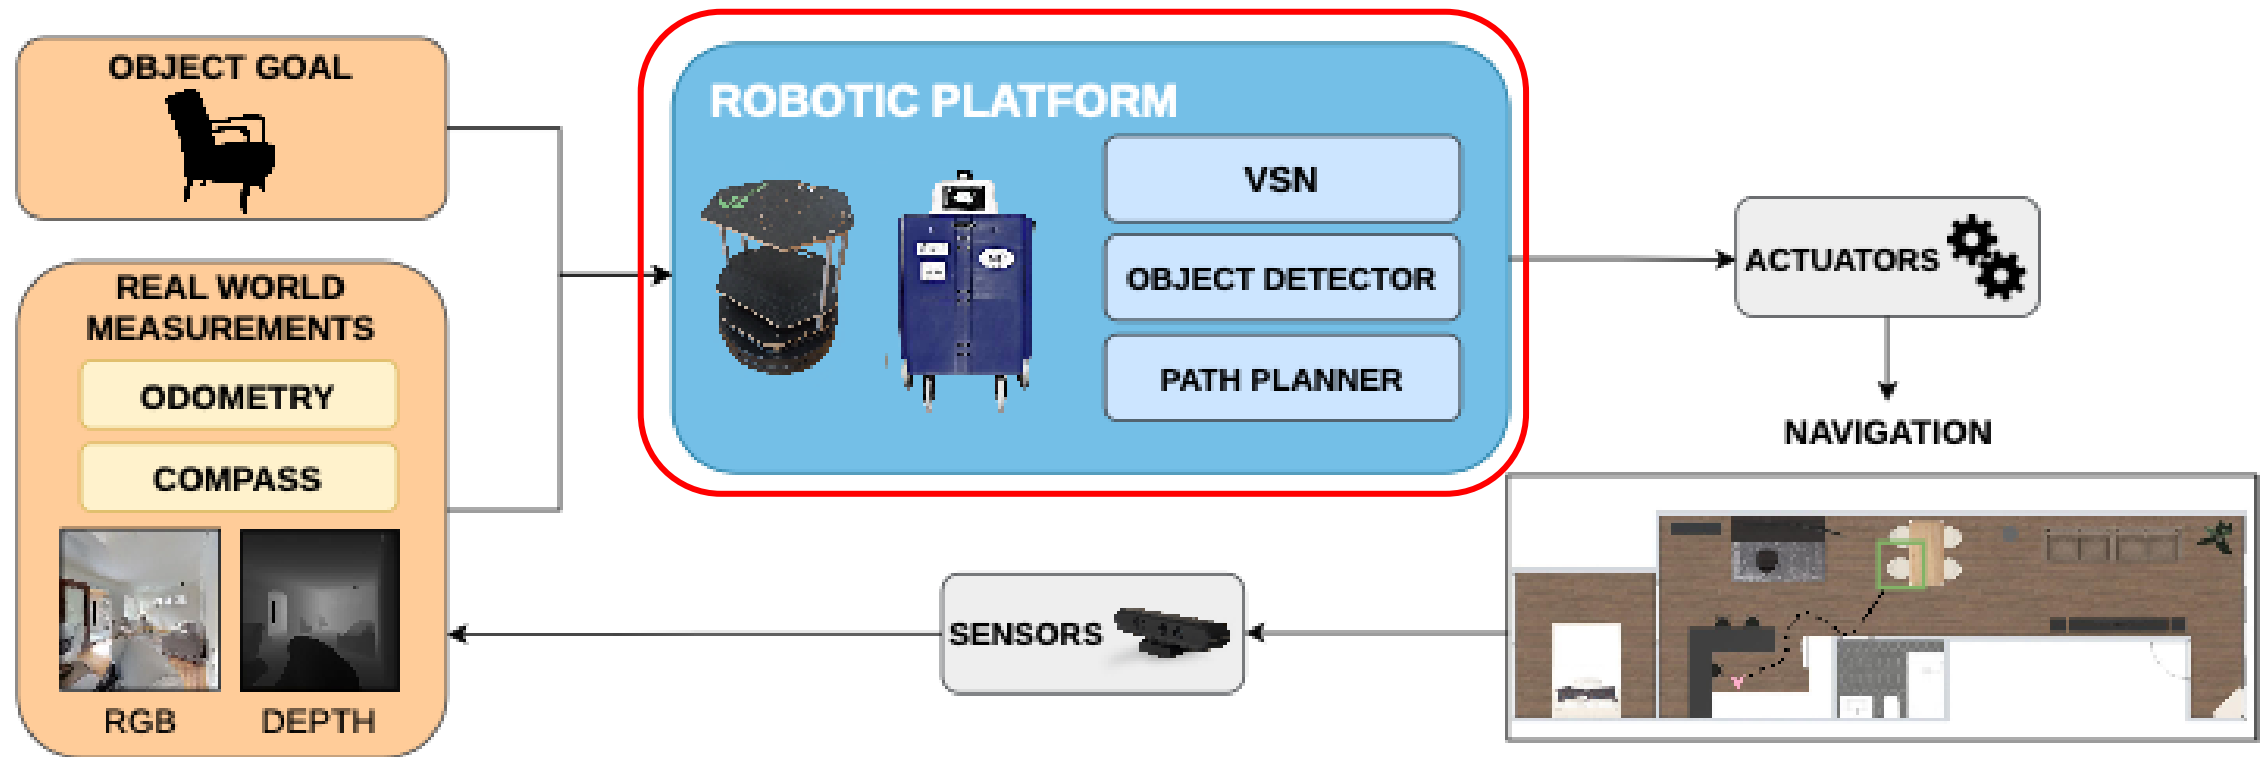 OBJECT GOAL
REAL WORLD
MEASUREMENTS
ODOMETRY
COMPASS
RGB
DEPTH
ROBOTIC PLATFORM
VSN
OBJECT DETECTOR
PATH PLANNER
ACTUATORS
NAVIGATION
SENSORS